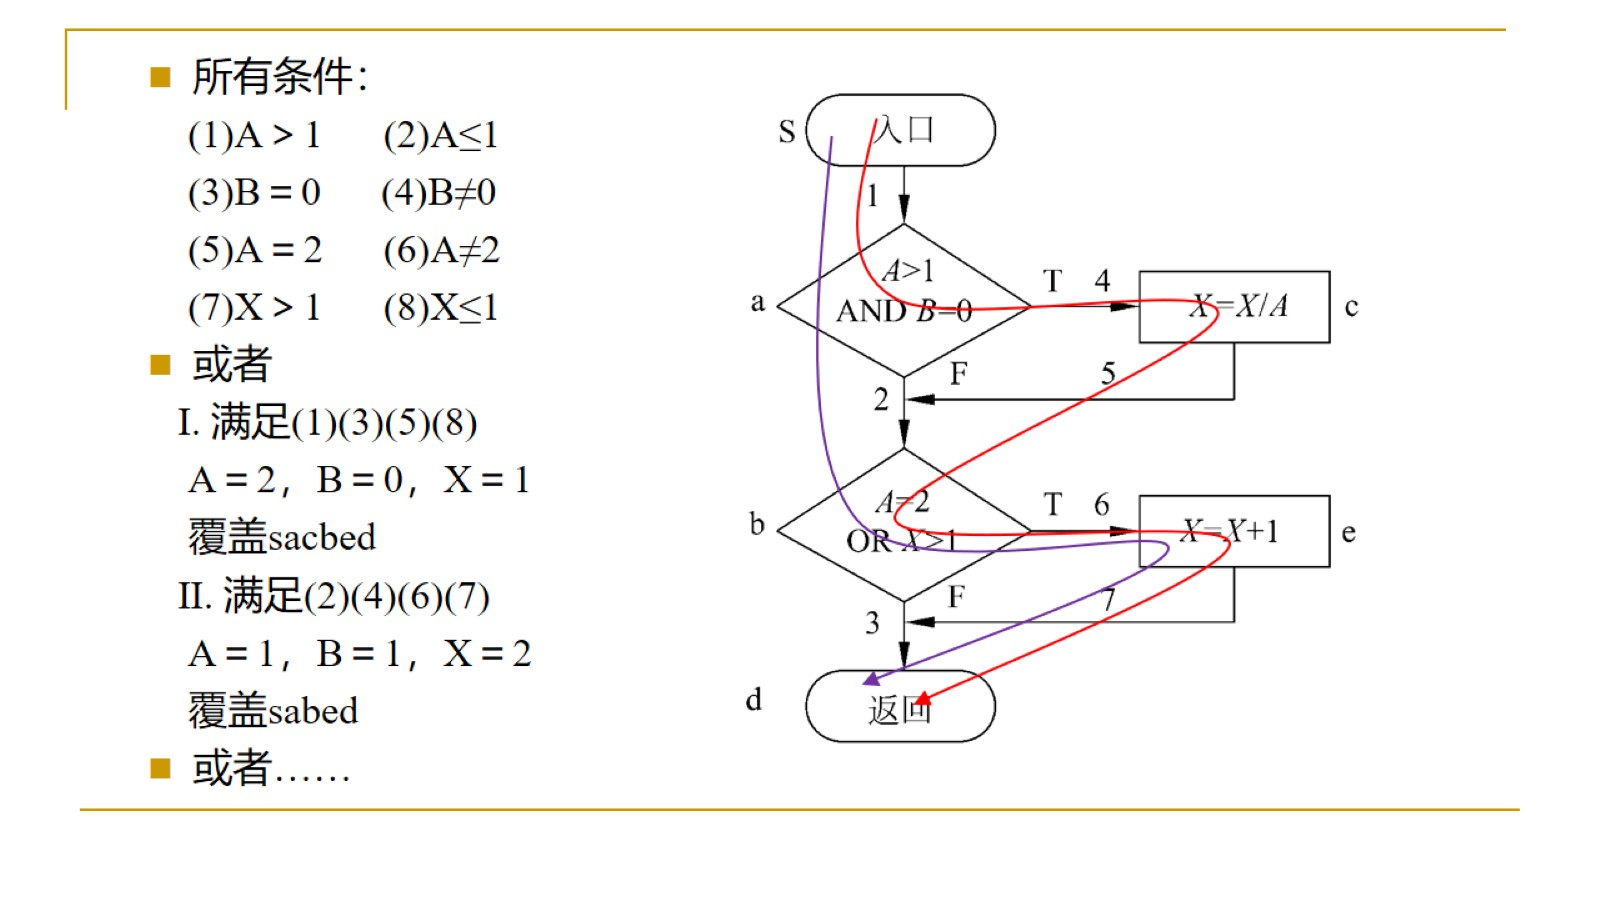 所有条件：
(1)A > 1 (2)A≤1
(3)B = 0 (4)B≠0
(5)A = 2 (6)A≠2
(7)X > 1 (8)X≤1
或者
I. 满足(1)(3)(5)(8)
A = 2，B = 0，X = 1
覆盖sacbed
II. 满足(2)(4)(6)(7)
A = 1，B = 1，X = 2
覆盖sabed
或者……
S
入口
1
a
A>1
AND B=0
T 4
X=X/A
c
F
5
2
b
A=2
OR X>1
T 6
X=X+1
e
F
7
3
d
返回